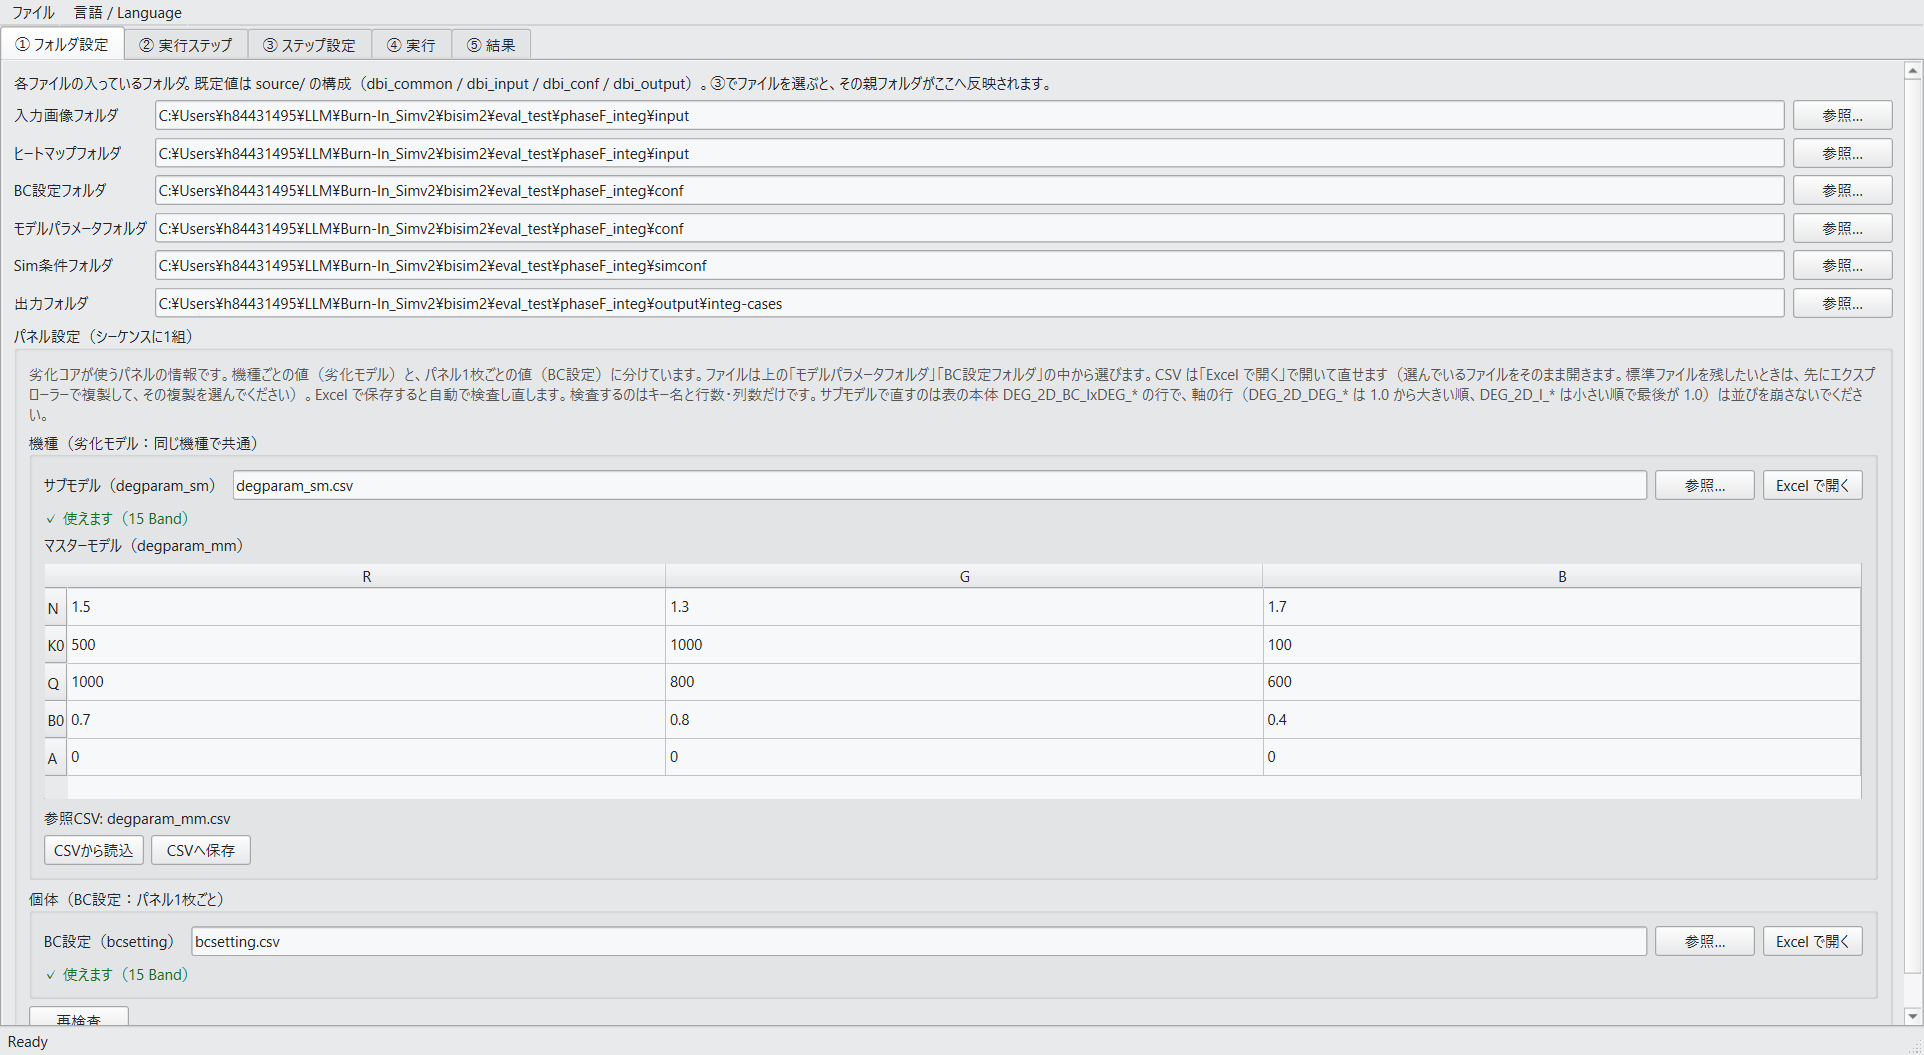 ファイル 言語 / Language
① フォルダ設定 ② 実行ステップ ③ ステップ設定 ④ 実行 ⑤ 結果
各ファイルの入っているフォルダ。既定値は source/ の構成（dbi_common / dbi_input / dbi_conf / dbi_output）。③でファイルを選ぶと、その親フォルダがここへ反映されます。
入力画像フォルダ C:¥Users¥h84431495¥LLM¥Burn-In_Simv2¥bisim2¥eval_test¥phaseF_integ¥input 参照...
ヒートマップフォルダ C:¥Users¥h84431495¥LLM¥Burn-In_Simv2¥bisim2¥eval_test¥phaseF_integ¥input 参照...
BC設定フォルダ C:¥Users¥h84431495¥LLM¥Burn-In_Simv2¥bisim2¥eval_test¥phaseF_integ¥conf 参照...
モデルパラメータフォルダ C:¥Users¥h84431495¥LLM¥Burn-In_Simv2¥bisim2¥eval_test¥phaseF_integ¥conf 参照...
Sim条件フォルダ C:¥Users¥h84431495¥LLM¥Burn-In_Simv2¥bisim2¥eval_test¥phaseF_integ¥simconf 参照...
出力フォルダ C:¥Users¥h84431495¥LLM¥Burn-In_Simv2¥bisim2¥eval_test¥phaseF_integ¥output¥integ-cases 参照...
パネル設定（シーケンスに1組）
劣化コアが使うパネルの情報です。機種ごとの値（劣化モデル）と、パネル1枚ごとの値（BC設定）に分けています。ファイルは上の「モデルパラメータフォルダ」「BC設定フォルダ」の中から選びます。CSV は「Excel で開く」で開いて直せます（選んでいるファイルをそのまま開きます。標準ファイルを残したいときは、先にエクスプ
ローラーで複製して、その複製を選んでください）。Excel で保存すると自動で検査し直します。検査するのはキー名と行数・列数だけです。サブモデルで直すのは表の本体 DEG_2D_BC_IxDEG_* の行で、軸の行（DEG_2D_DEG_* は 1.0 から大きい順、DEG_2D_I_* は小さい順で最後が 1.0）は並びを崩さないでくださ
い。
機種（劣化モデル：同じ機種で共通）
サブモデル（degparam_sm） degparam_sm.csv 参照... Excel で開く
✓ 使えます（15 Band）
マスターモデル（degparam_mm）
R G B
N 1.5 1.3 1.7
K0 500 1000 100
Q 1000 800 600
B0 0.7 0.8 0.4
A 0 0 0
参照CSV: degparam_mm.csv
CSVから読込 CSVへ保存
個体（BC設定：パネル1枚ごと）
BC設定（bcsetting） bcsetting.csv 参照... Excel で開く
✓ 使えます（15 Band）
再検査
Ready